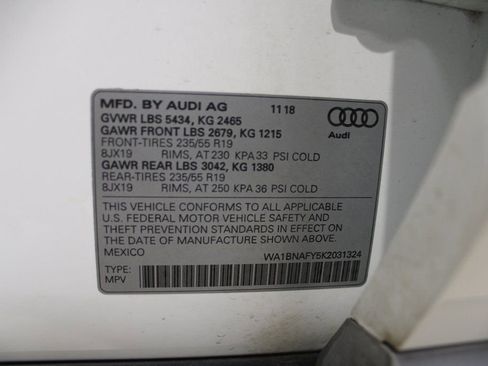 MFD. BY AUDI AG 11 18
GVWR LBS 5434, KG 2465
GAWR FRONT LBS 2679, KG 1215
FRONT-TIRES 235/55 R19
8JX19 RIMS, AT 230 KPA 33 PSI COLD
GAWR REAR LBS 3042, KG 1380
REAR-TIRES 235/55 R19
8JX19 RIMS, AT 250 KPA 36 PSI COLD
Audi
THIS VEHICLE CONFORMS TO ALL APPLICABLE
U.S. FEDERAL MOTOR VEHICLE SAFETY AND
THEFT PREVENTION STANDARDS IN EFFECT
ON THE DATE OF MANUFACTURE SHOWN ABOVE.
MEXICO WA1BNAFY5K2031324
TYPE:
MPV